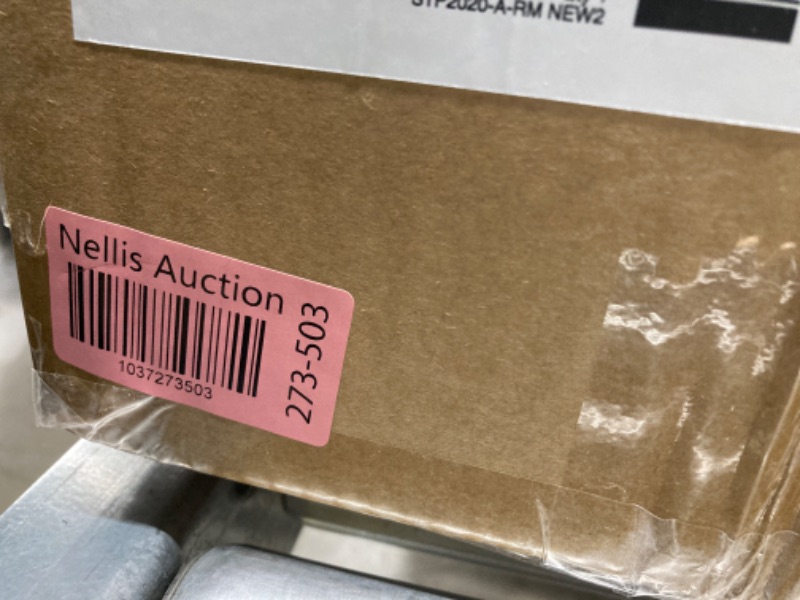 STP2020-A-RM NEW2
Nellis Auction
1037273503
273-503